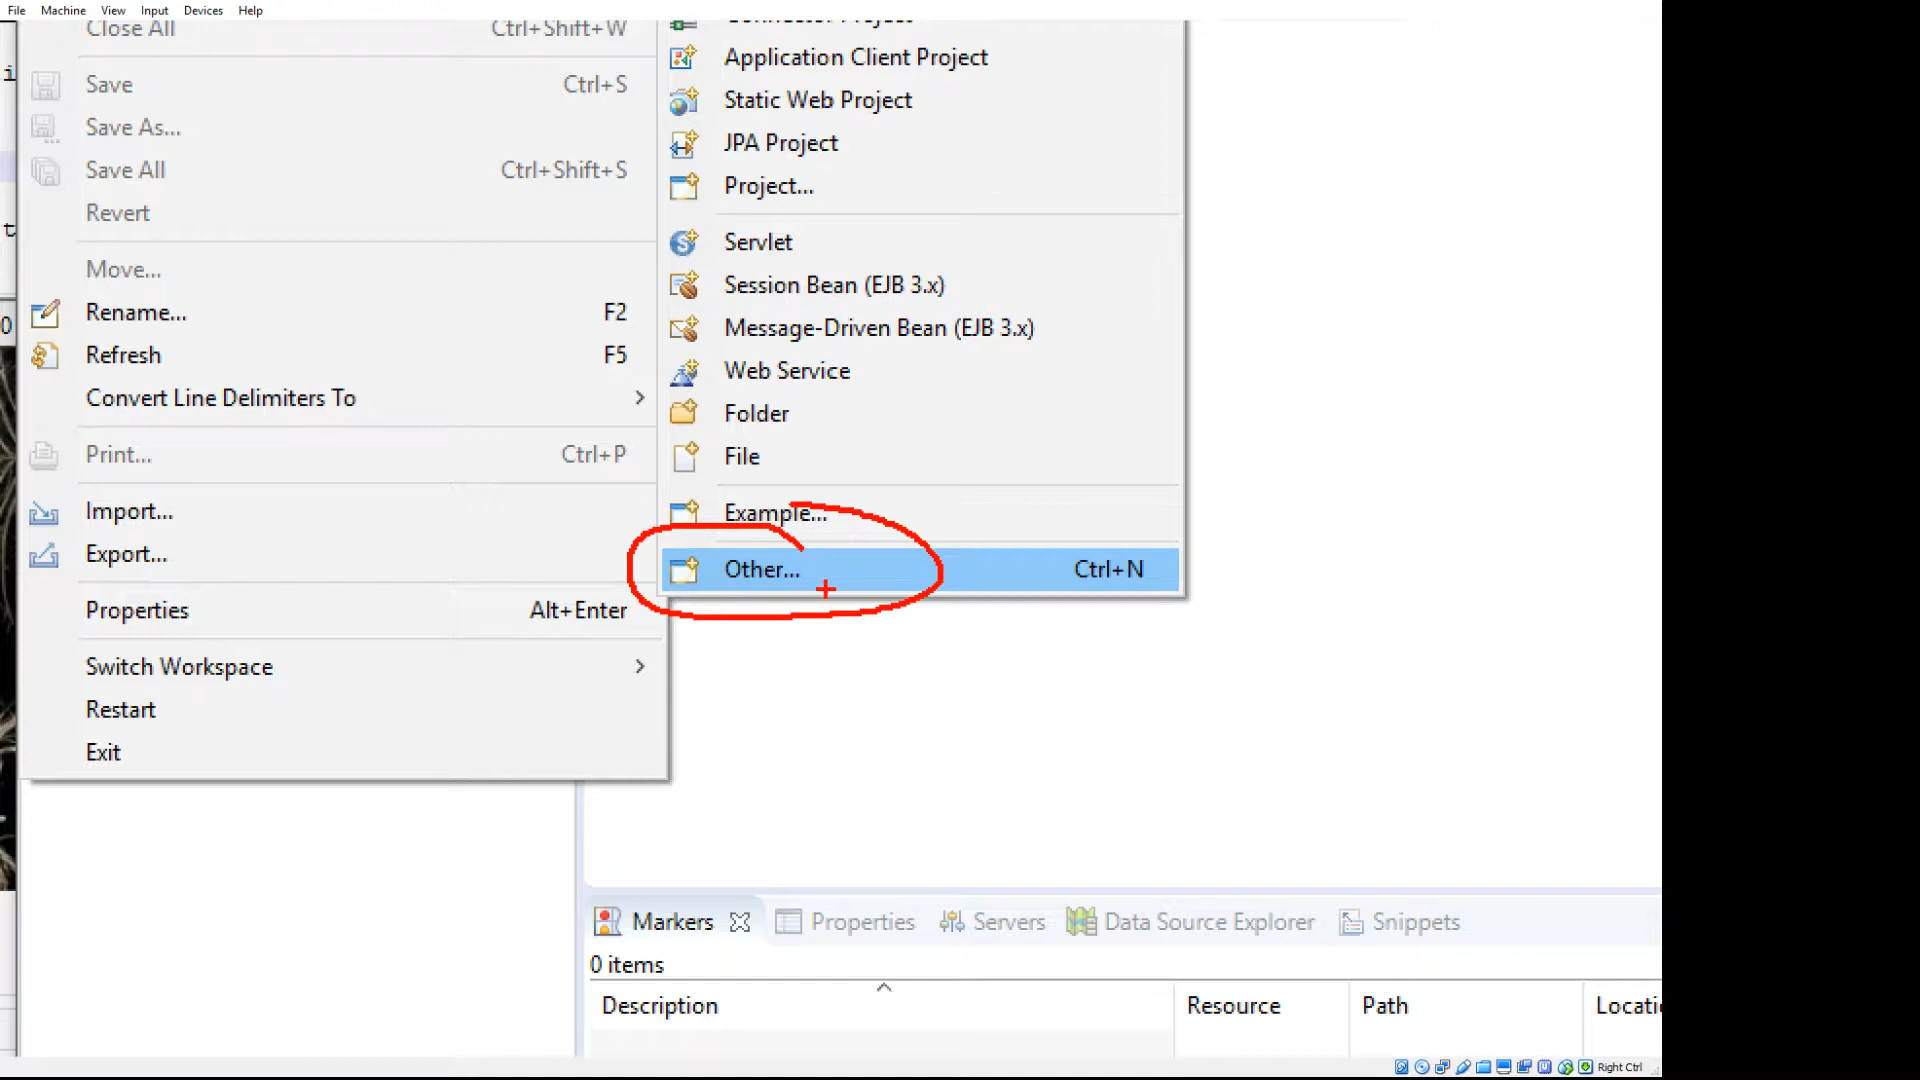 File Machine View Input Devices Help
Close All Ctrl+Shift+W
Save Ctrl+S
Save As...
Save All Ctrl+Shift+S
Revert
Move...
Rename... F2
Refresh F5
Convert Line Delimiters To
Print... Ctrl+P
Import...
Export...
Properties Alt+Enter
Switch Workspace
Restart
Exit
Application Client Project
Static Web Project
JPA Project
Project...
Servlet
Session Bean (EJB 3.x)
Message-Driven Bean (EJB 3.x)
Web Service
Folder
File
Example...
Other... Ctrl+N
Markers Properties Servers Data Source Explorer Snippets
0 items
Description Resource Path Locati
Right Ctrl